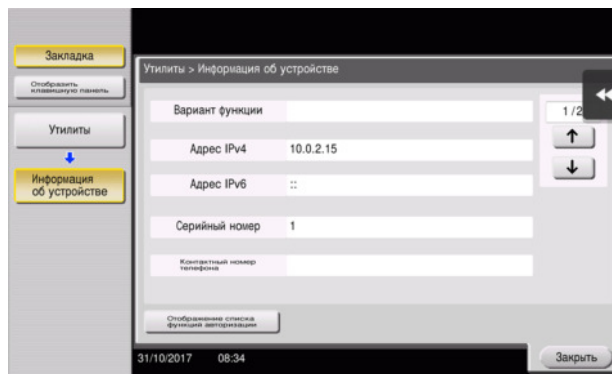 Закладка
Отобразить
клавишную панель
Утилиты
Информация
об устройстве
Утилиты > Информация об устройстве
Вариант функции
1/2
Адрес IPv4 10.0.2.15
Адрес IPv6 ::
Серийный номер 1
Контактный номер
телефона
Отображение списка
функций авторизации
31/10/2017 08:34
Закрыть